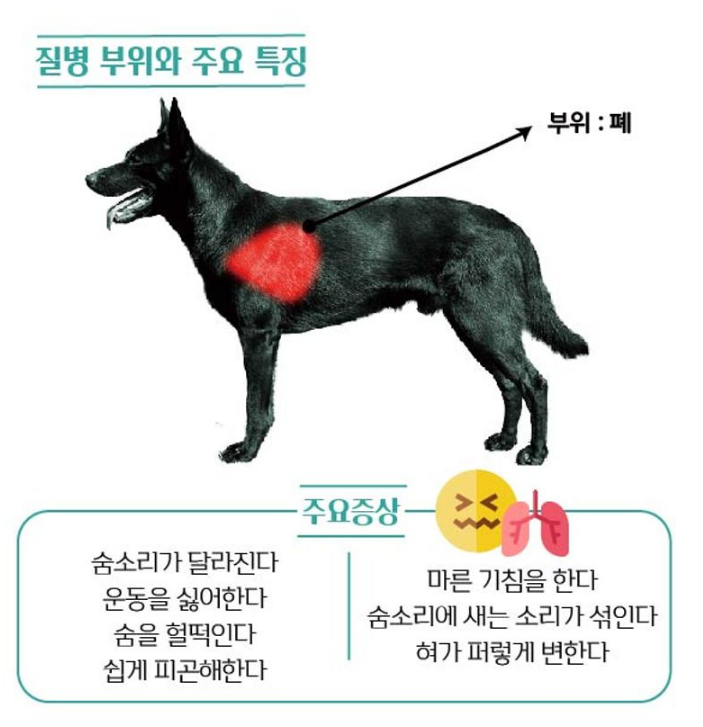 질병 부위와 주요 특징
부위 : 폐
주요증상
숨소리가 달라진다
운동을 싫어한다
숨을 헐떡인다
쉽게 피곤해한다
마른 기침을 한다
숨소리에 새는 소리가 섞인다
혀가 퍼렇게 변한다